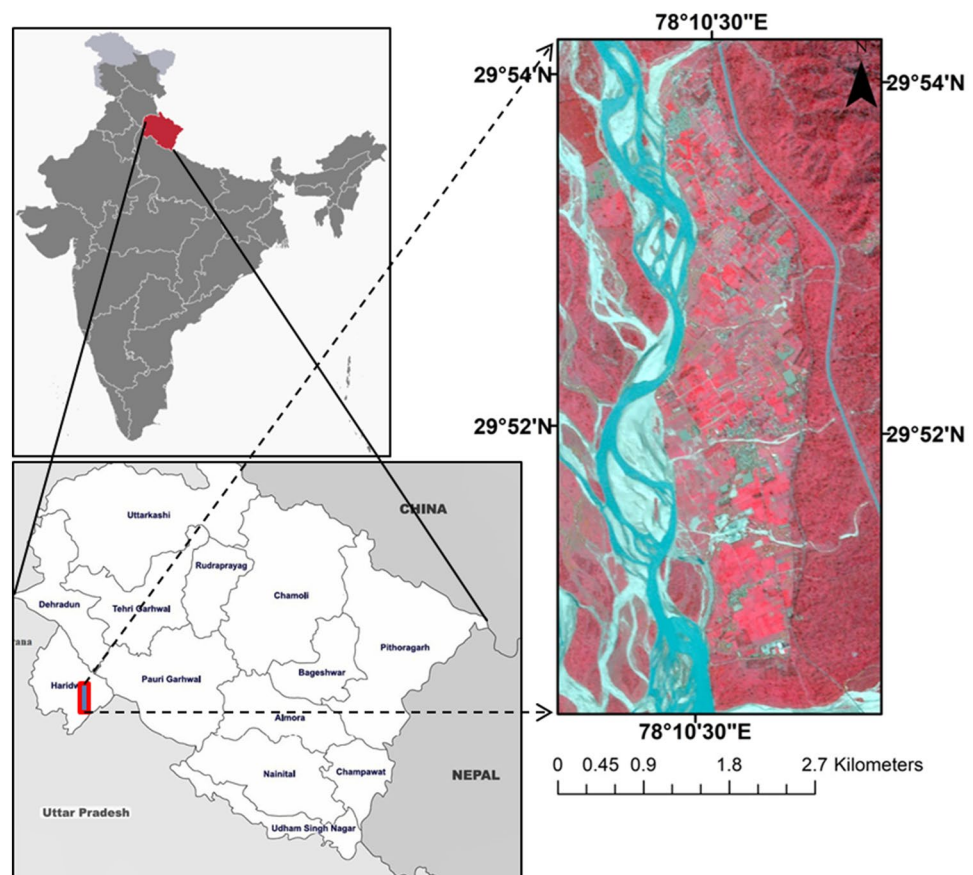 78°10'30"E
N
29°54'N
29°54'N
29°52'N
29°52'N
CHINA
Uttarkashi
Rudraprayag
Chamoli
Dehradun
Tehri Garhwal
ana
Pithoragarh
Pauri Garhwal
Bageshwar
Haridw
Almora
Nainital
Champawat
NEPAL
Uttar Pradesh
Udham Singh Nagar
78°10'30"E
0 0.45 0.9 1.8 2.7 Kilometers